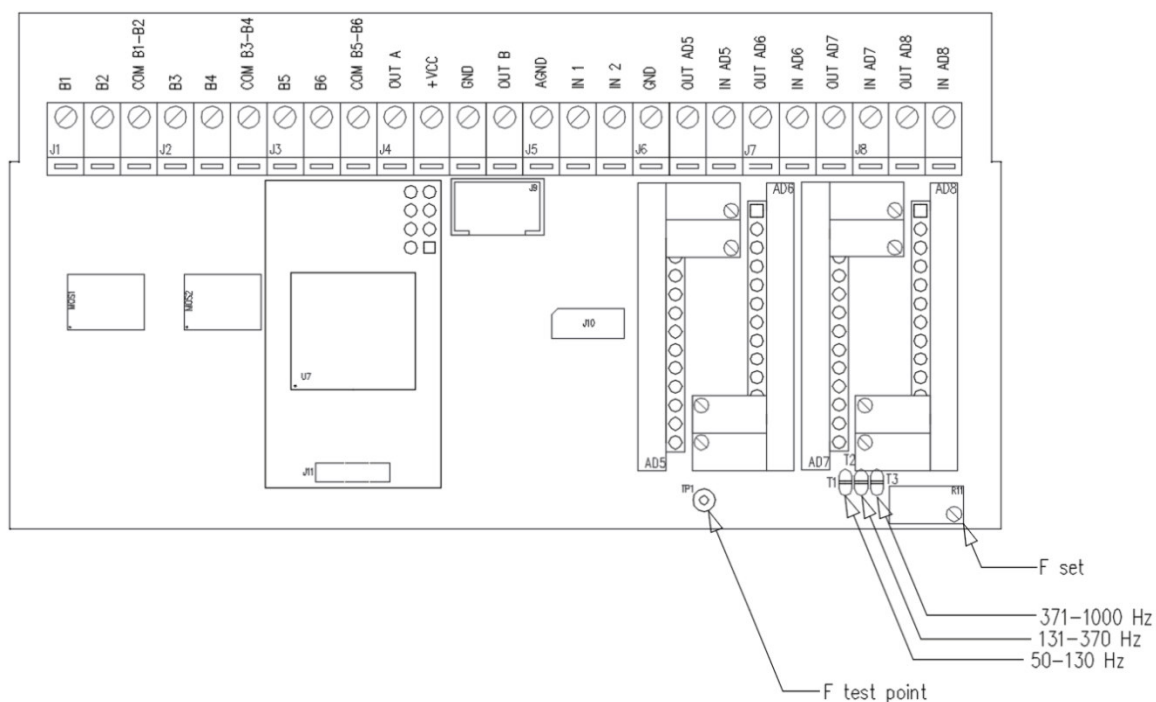 B1
B2
COM B1-B2
B3
B4
COM B3-B4
B5
B6
COM B5-B6
OUT A
+VCC
GND
OUT B
AGND
IN 1
IN 2
GND
OUT AD5
IN AD5
OUT AD6
IN AD6
OUT AD7
IN AD7
OUT AD8
IN AD8
J1
J2
J3
J4
J5
J6
J7
J8
J9
AD6
AD8
MOS1
MOS2
J10
U7
J11
AD5
AD7
T2
T1
T3
TP1
R11
F set
371-1000 Hz
131-370 Hz
50-130 Hz
F test point